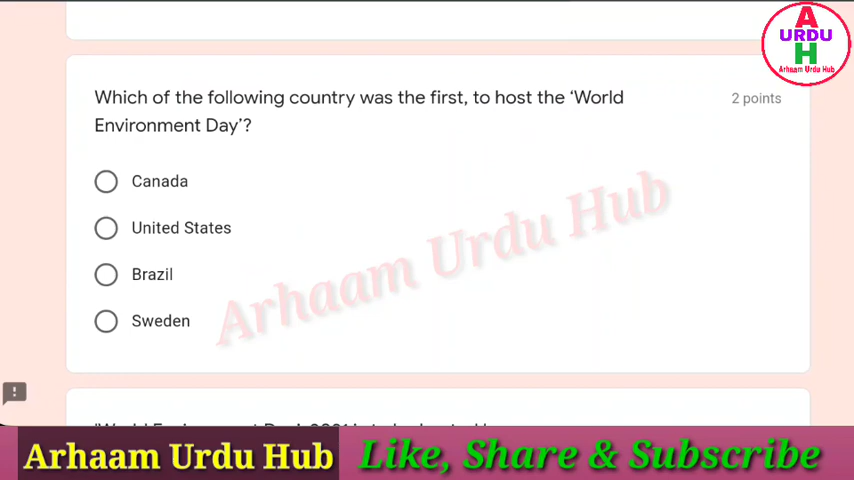 A
URDU
H
Arhaam Urdu Hub
Which of the following country was the first, to host the ‘World
2 points
Environment Day’?
Canada
United States
Brazil
Sweden
Arhaam Urdu Hub
Arhaam Urdu Hub
Like, Share & Subscribe